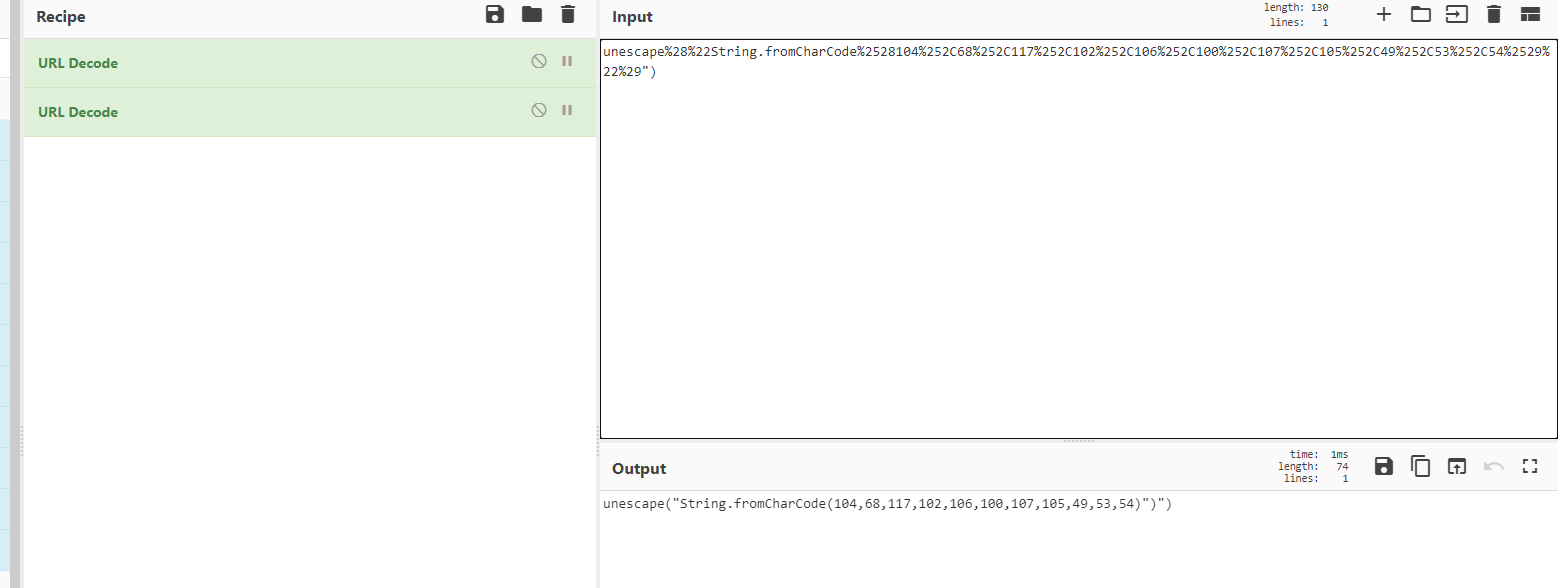 Recipe
URL Decode
URL Decode
Input
length: 130
lines: 1
unescape%28%22String.fromCharCode%2528104%252C68%252C117%252C102%252C106%252C100%252C107%252C105%252C49%252C53%252C54%2529%
22%29")
Output
time: 1ms
length: 74
lines: 1
unescape("String.fromCharCode(104,68,117,102,106,100,107,105,49,53,54)")")